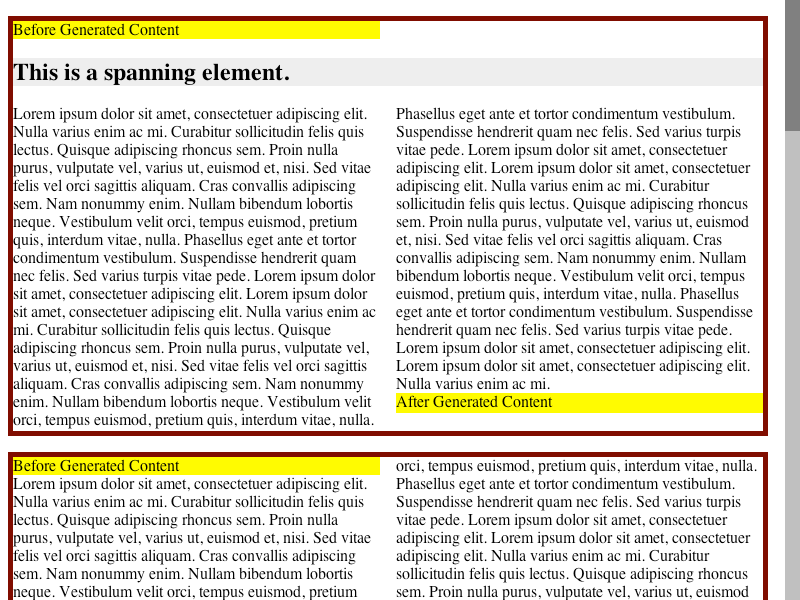 Before Generated Content
This is a spanning element.
Lorem ipsum dolor sit amet, consectetuer adipiscing elit.
Nulla varius enim ac mi. Curabitur sollicitudin felis quis
lectus. Quisque adipiscing rhoncus sem. Proin nulla
purus, vulputate vel, varius ut, euismod et, nisi. Sed vitae
felis vel orci sagittis aliquam. Cras convallis adipiscing
sem. Nam nonummy enim. Nullam bibendum lobortis
neque. Vestibulum velit orci, tempus euismod, pretium
quis, interdum vitae, nulla. Phasellus eget ante et tortor
condimentum vestibulum. Suspendisse hendrerit quam
nec felis. Sed varius turpis vitae pede. Lorem ipsum dolor
sit amet, consectetuer adipiscing elit. Lorem ipsum dolor
sit amet, consectetuer adipiscing elit. Nulla varius enim ac
mi. Curabitur sollicitudin felis quis lectus. Quisque
adipiscing rhoncus sem. Proin nulla purus, vulputate vel,
varius ut, euismod et, nisi. Sed vitae felis vel orci sagittis
aliquam. Cras convallis adipiscing sem. Nam nonummy
enim. Nullam bibendum lobortis neque. Vestibulum velit
orci, tempus euismod, pretium quis, interdum vitae, nulla.
Phasellus eget ante et tortor condimentum vestibulum.
Suspendisse hendrerit quam nec felis. Sed varius turpis
vitae pede. Lorem ipsum dolor sit amet, consectetuer
adipiscing elit. Lorem ipsum dolor sit amet, consectetuer
adipiscing elit. Nulla varius enim ac mi. Curabitur
sollicitudin felis quis lectus. Quisque adipiscing rhoncus
sem. Proin nulla purus, vulputate vel, varius ut, euismod
et, nisi. Sed vitae felis vel orci sagittis aliquam. Cras
convallis adipiscing sem. Nam nonummy enim. Nullam
bibendum lobortis neque. Vestibulum velit orci, tempus
euismod, pretium quis, interdum vitae, nulla. Phasellus
eget ante et tortor condimentum vestibulum. Suspendisse
hendrerit quam nec felis. Sed varius turpis vitae pede.
Lorem ipsum dolor sit amet, consectetuer adipiscing elit.
Lorem ipsum dolor sit amet, consectetuer adipiscing elit.
Nulla varius enim ac mi.
After Generated Content
Before Generated Content
Lorem ipsum dolor sit amet, consectetuer adipiscing elit.
Nulla varius enim ac mi. Curabitur sollicitudin felis quis
lectus. Quisque adipiscing rhoncus sem. Proin nulla
purus, vulputate vel, varius ut, euismod et, nisi. Sed vitae
felis vel orci sagittis aliquam. Cras convallis adipiscing
sem. Nam nonummy enim. Nullam bibendum lobortis
neque. Vestibulum velit orci, tempus euismod, pretium
orci, tempus euismod, pretium quis, interdum vitae, nulla.
Phasellus eget ante et tortor condimentum vestibulum.
Suspendisse hendrerit quam nec felis. Sed varius turpis
vitae pede. Lorem ipsum dolor sit amet, consectetuer
adipiscing elit. Lorem ipsum dolor sit amet, consectetuer
adipiscing elit. Nulla varius enim ac mi. Curabitur
sollicitudin felis quis lectus. Quisque adipiscing rhoncus
sem. Proin nulla purus, vulputate vel, varius ut, euismod